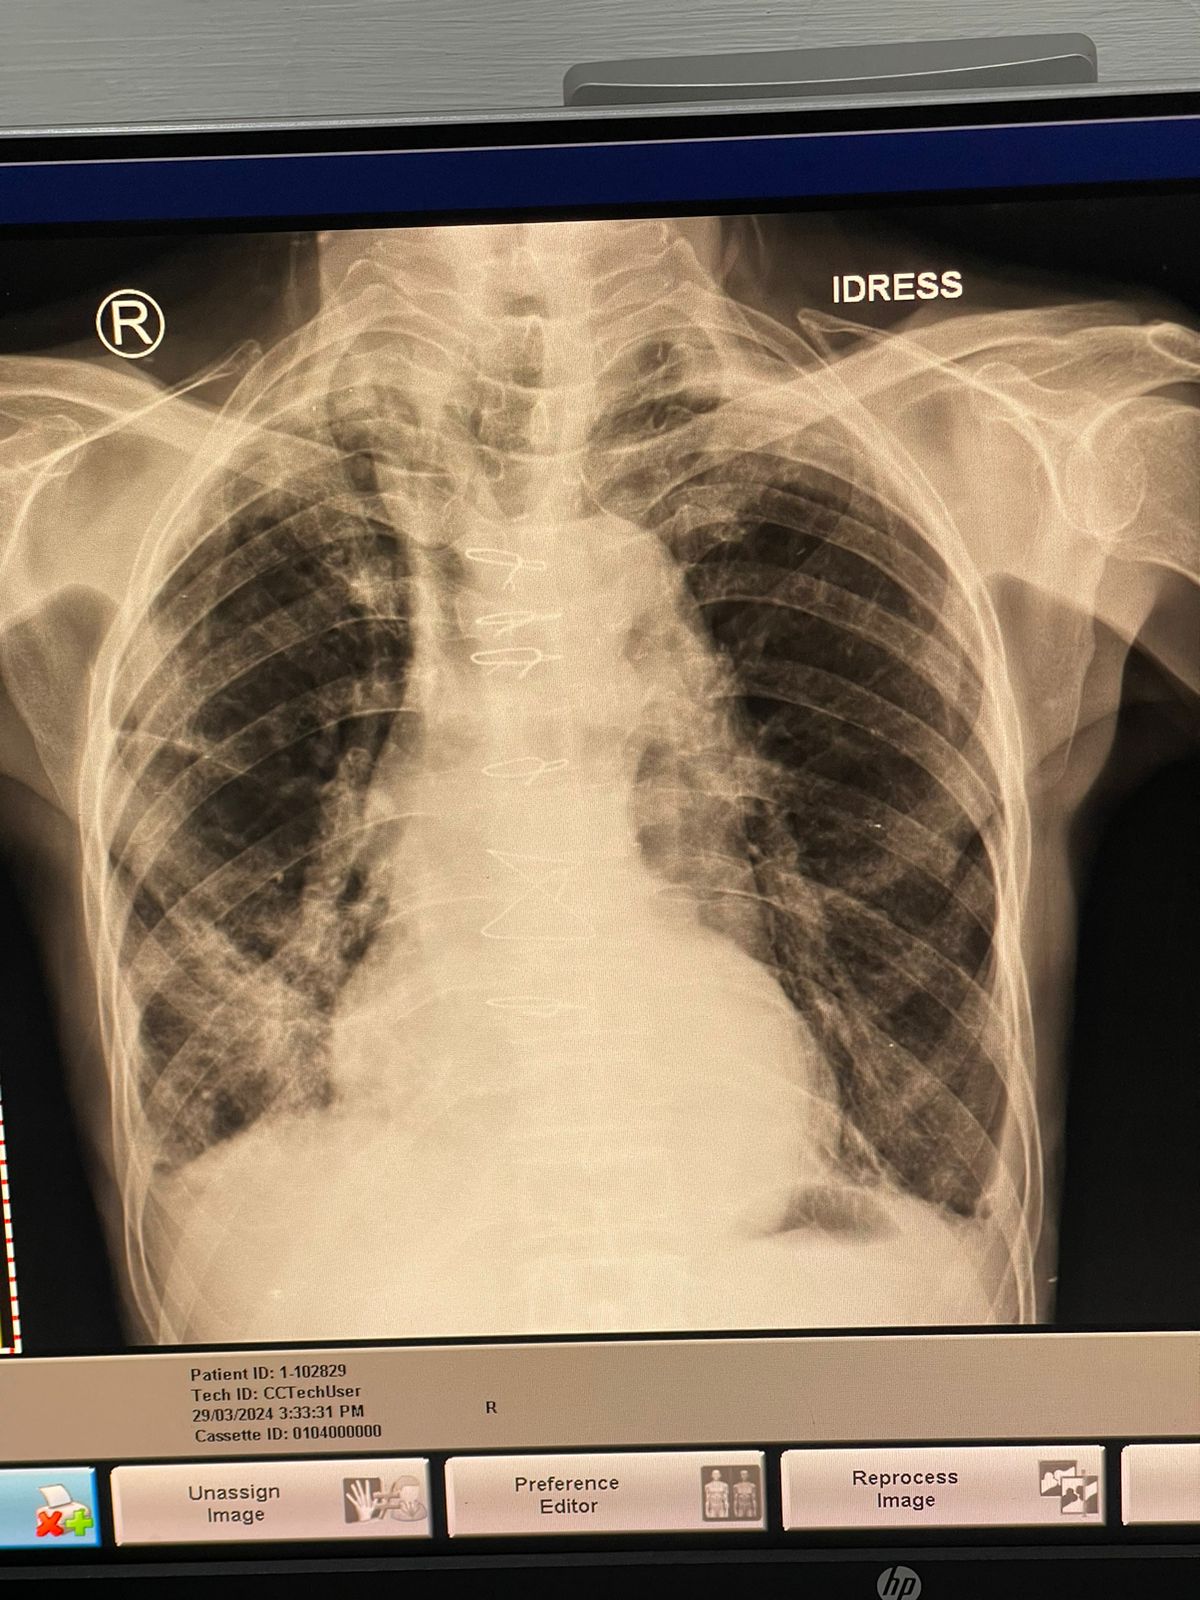 R
IDRESS
Patient ID: 1-102829
Tech ID: CCTechUser
29/03/2024 3:33:31 PM
R
Cassette ID: 0104000000
Unassign
Image
Preference
Editor
Reprocess
Image
hp